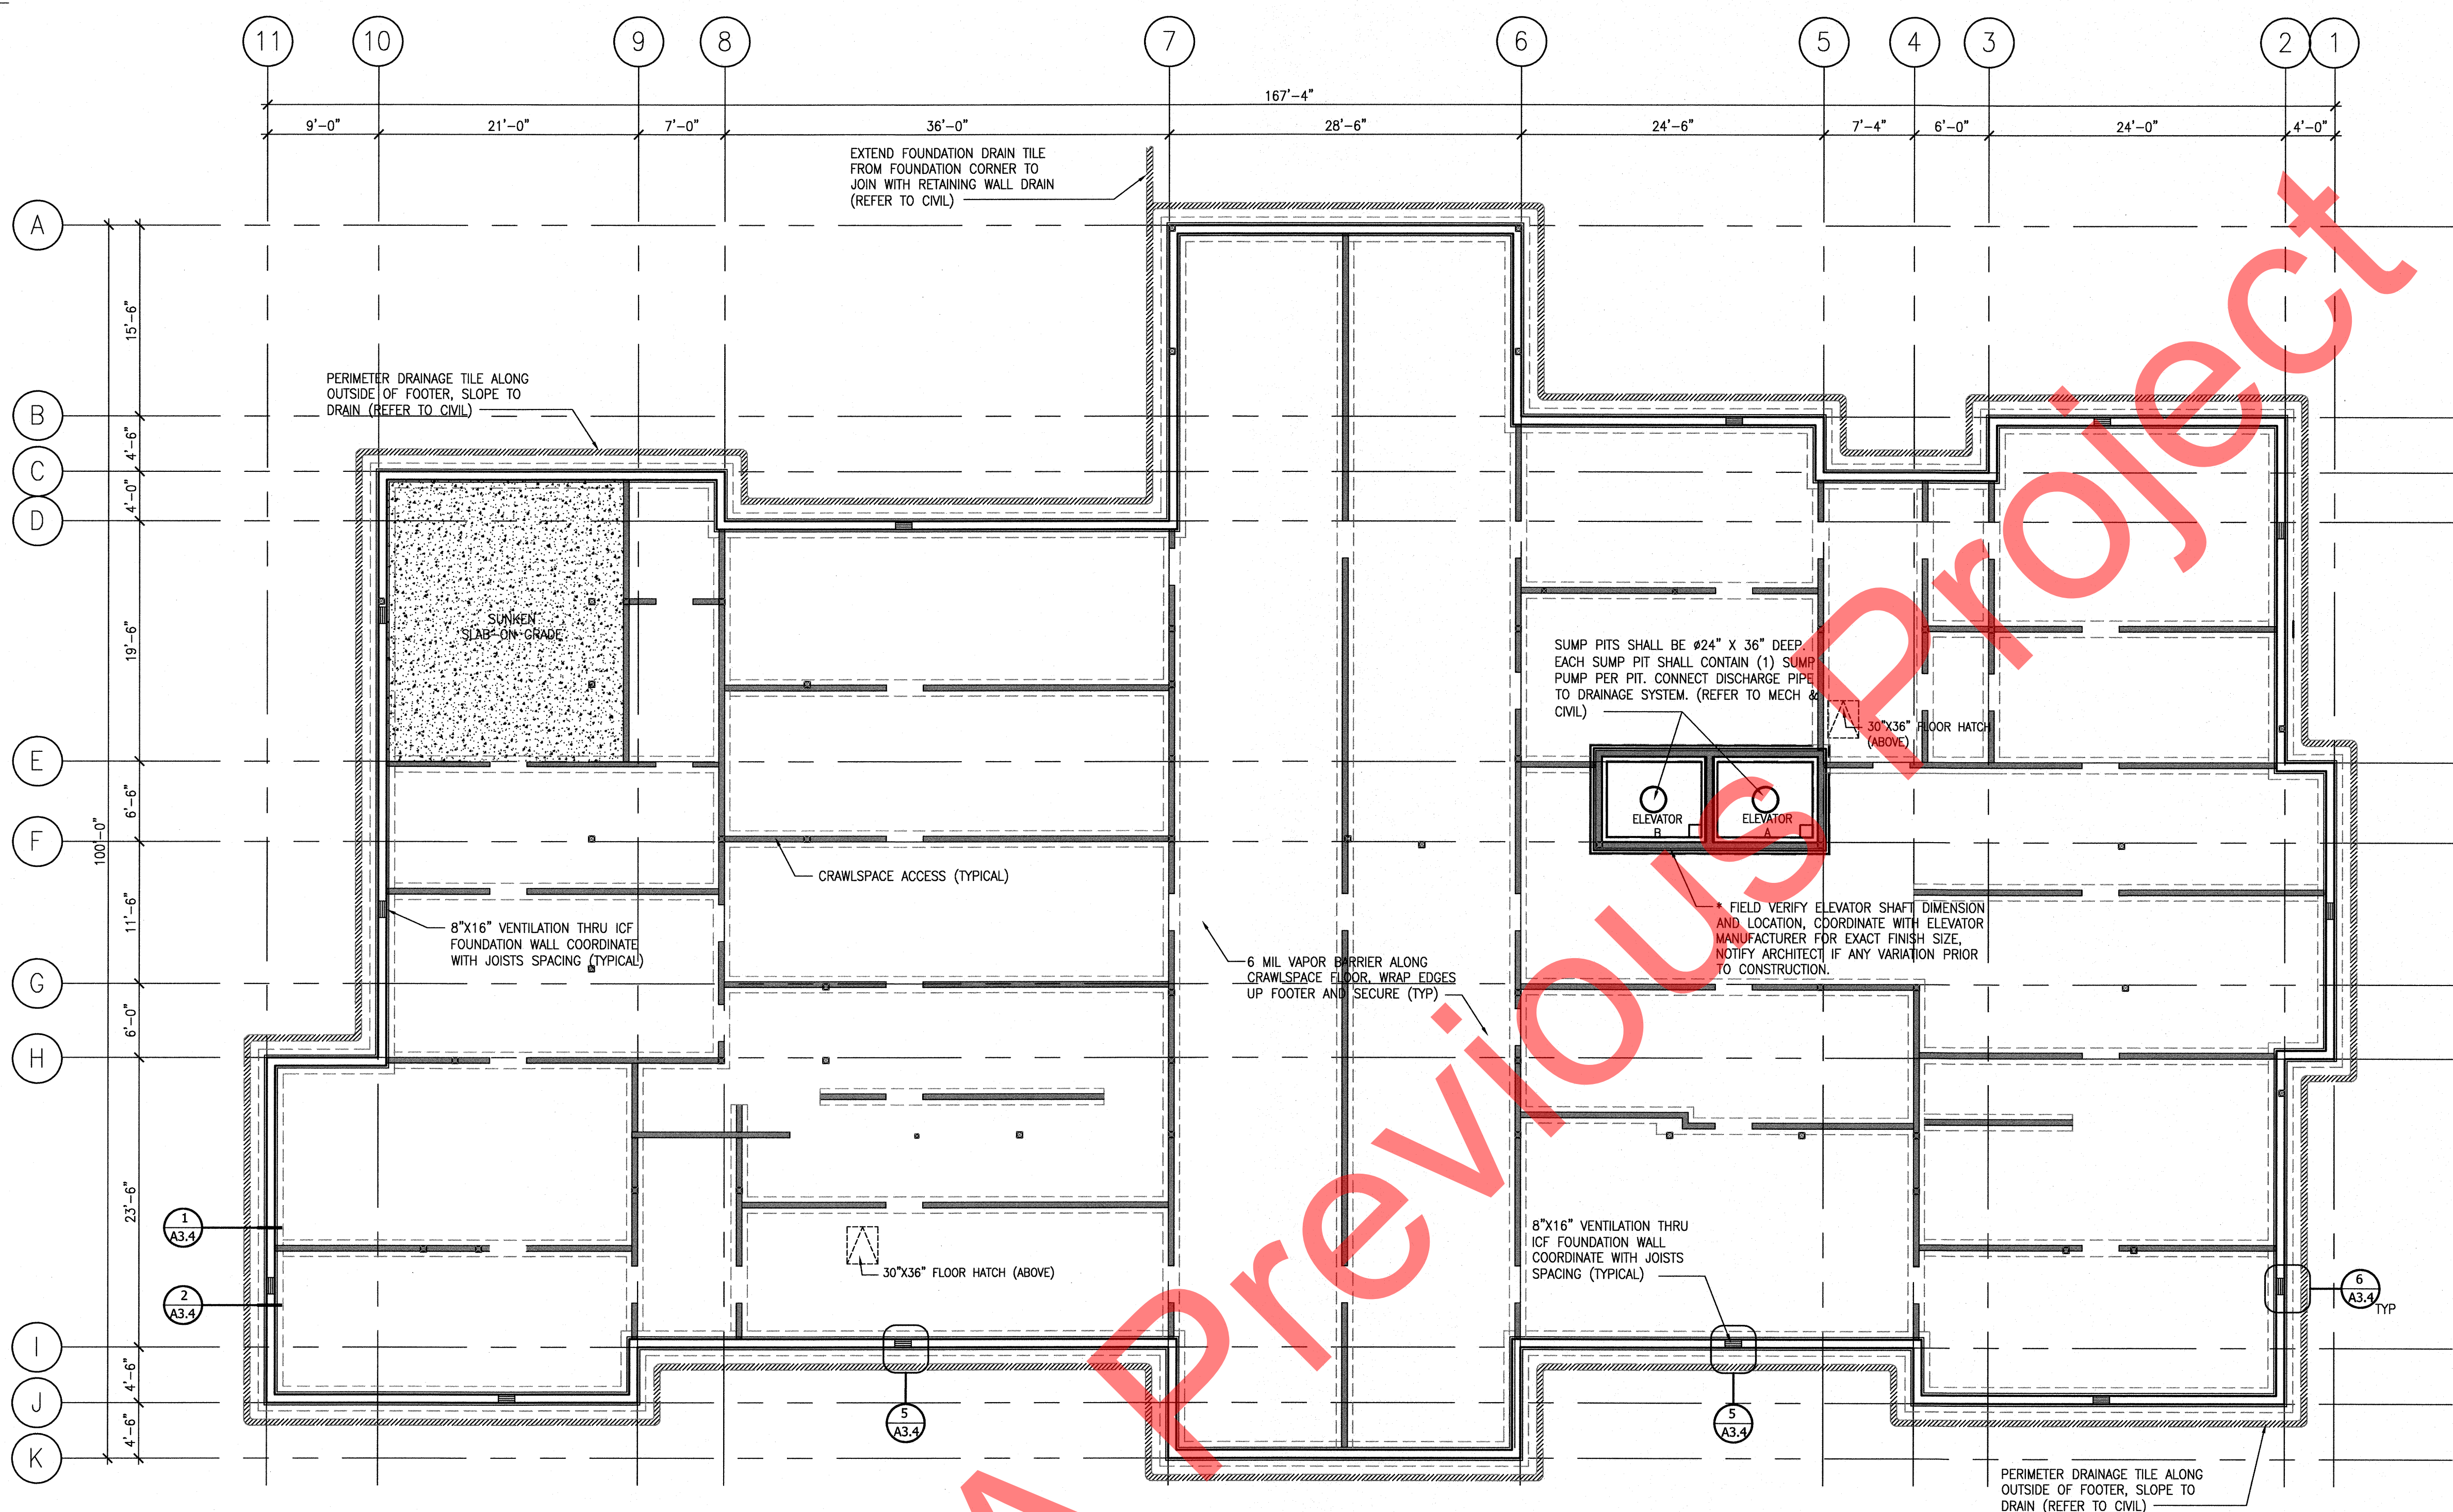 11 10 9 8 7 6 5 4 3 2 1
167'-4"
9'-0" 21'-0" 7'-0" 36'-0" 28'-6" 24'-6" 7'-4" 6'-0" 24'-0" 4'-0"
EXTEND FOUNDATION DRAIN TILE
FROM FOUNDATION CORNER TO
JOIN WITH RETAINING WALL DRAIN
(REFER TO CIVIL)
A
B
C
D
E
F
G
H
I
J
K
100'-0"
15'-6"
4'-6"
4'-0"
19'-6"
6'-6"
11'-6"
6'-0"
23'-6"
4'-6"
4'-6"
PERIMETER DRAINAGE TILE ALONG
OUTSIDE OF FOOTER, SLOPE TO
DRAIN (REFER TO CIVIL)
SUNKEN
SLAB-ON-GRADE
SUMP PITS SHALL BE ø24" X 36" DEEP.
EACH SUMP PIT SHALL CONTAIN (1) SUMP
PUMP PER PIT. CONNECT DISCHARGE PIPE
TO DRAINAGE SYSTEM. (REFER TO MECH &
CIVIL)
30"X36" FLOOR HATCH
(ABOVE)
ELEVATOR
B
ELEVATOR
A
CRAWLSPACE ACCESS (TYPICAL)
8"X16" VENTILATION THRU ICF
FOUNDATION WALL COORDINATE
WITH JOISTS SPACING (TYPICAL)
6 MIL VAPOR BARRIER ALONG
CRAWLSPACE FLOOR, WRAP EDGES
UP FOOTER AND SECURE (TYP)
* FIELD VERIFY ELEVATOR SHAFT DIMENSION
AND LOCATION, COORDINATE WITH ELEVATOR
MANUFACTURER FOR EXACT FINISH SIZE,
NOTIFY ARCHITECT IF ANY VARIATION PRIOR
TO CONSTRUCTION.
1
A3.4
2
A3.4
30"X36" FLOOR HATCH (ABOVE)
8"X16" VENTILATION THRU
ICF FOUNDATION WALL
COORDINATE WITH JOISTS
SPACING (TYPICAL)
6
A3.4
TYP
5
A3.4
5
A3.4
PERIMETER DRAINAGE TILE ALONG
OUTSIDE OF FOOTER, SLOPE TO
DRAIN (REFER TO CIVIL)
Previous Project